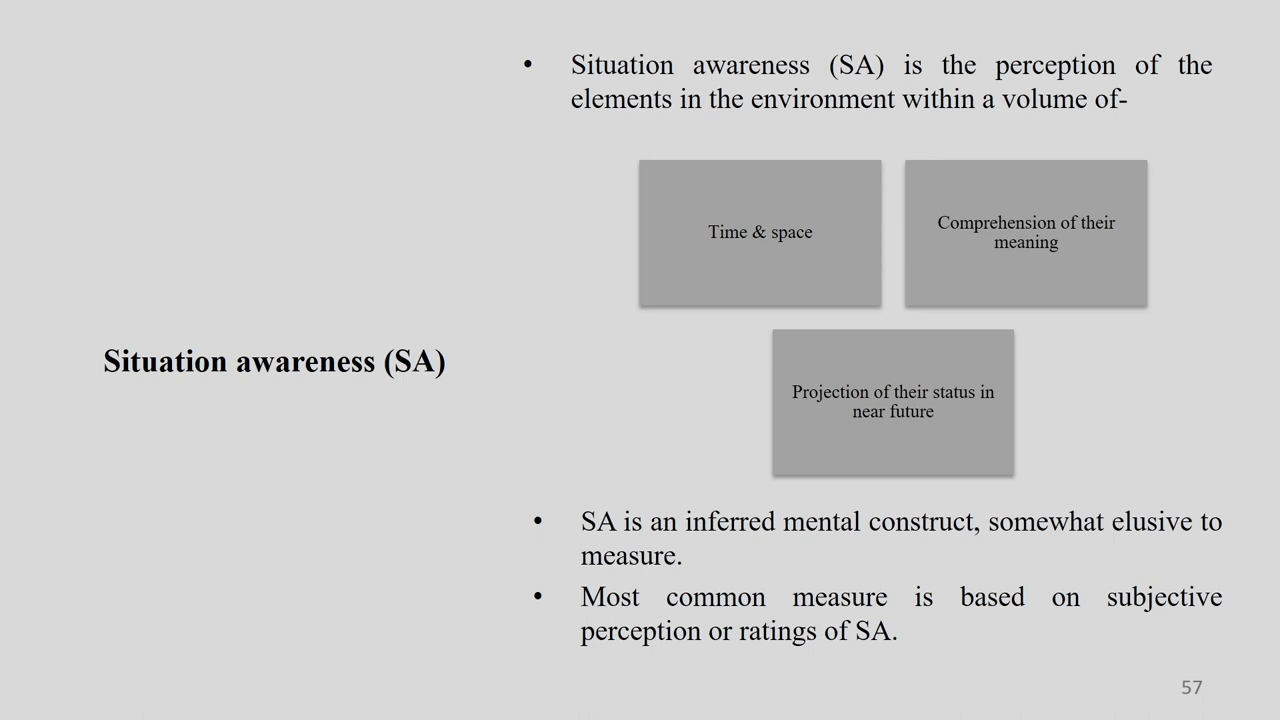 • Situation awareness (SA) is the perception of the
elements in the environment within a volume of-
Time & space
Comprehension of their
meaning
Projection of their status in
near future
Situation awareness (SA)
• SA is an inferred mental construct, somewhat elusive to
measure.
• Most common measure is based on subjective
perception or ratings of SA.
57